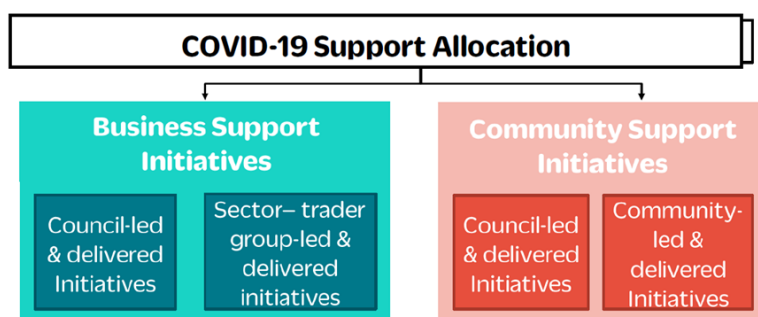 COVID-19 Support Allocation
Business Support
Initiatives
Council-led
& delivered
Initiatives
Sector– trader
group-led &
delivered
initiatives
Community Support
Initiatives
Council-led
& delivered
Initiatives
Community-
led &
delivered
Initiatives